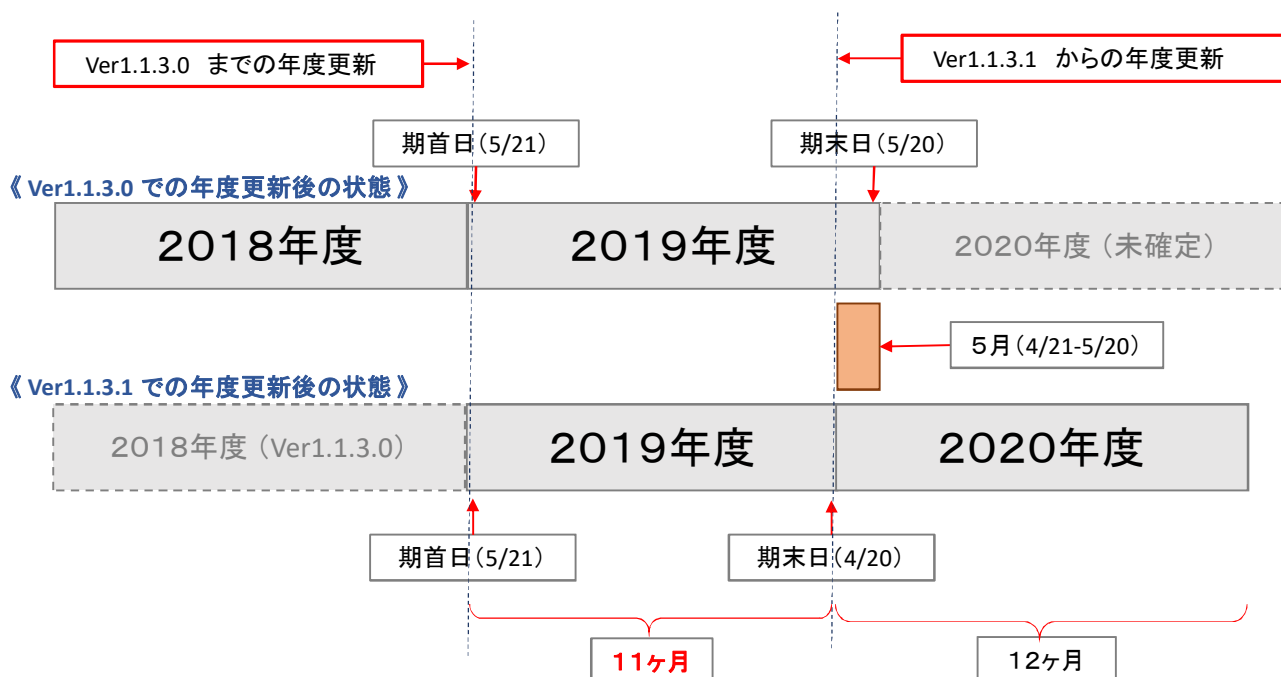 Ver1.1.3.0 までの年度更新
Ver1.1.3.1 からの年度更新
期首日(5/21)
期末日(5/20)
《 Ver1.1.3.0 での年度更新後の状態 》
2018年度
2019年度
2020年度(未確定)
5月(4/21-5/20)
《 Ver1.1.3.1 での年度更新後の状態 》
2018年度(Ver1.1.3.0)
2019年度
2020年度
期首日(5/21)
期末日(4/20)
11ヶ月
12ヶ月